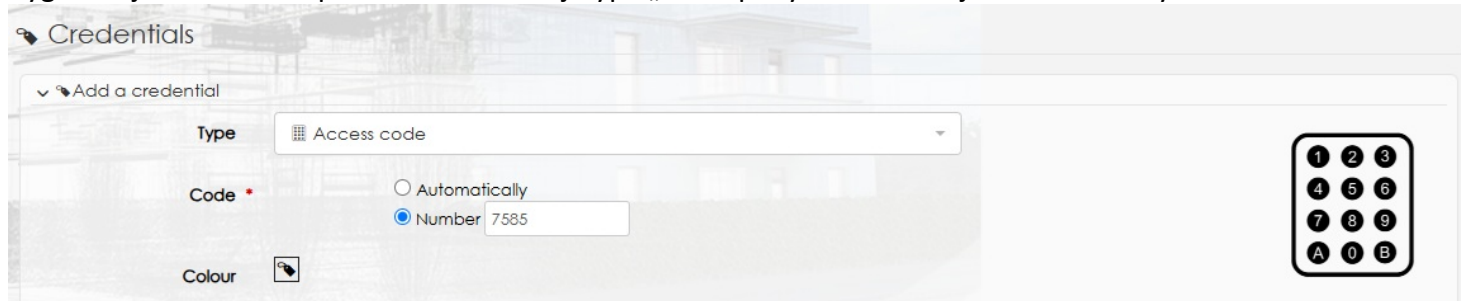 Credentials
Add a credential
Type
Access code
Code *
Automatically
Number 7585
Colour
1 2 3
4 5 6
7 8 9
A 0 B